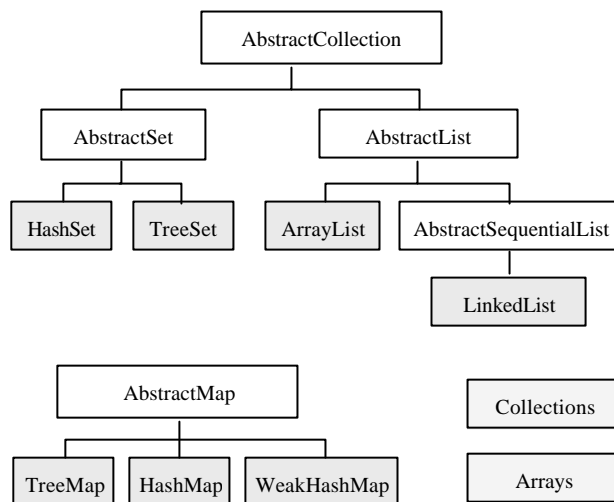 AbstractCollection
AbstractSet
AbstractList
HashSet
TreeSet
ArrayList
AbstractSequentialList
LinkedList
AbstractMap
Collections
TreeMap
HashMap
WeakHashMap
Arrays